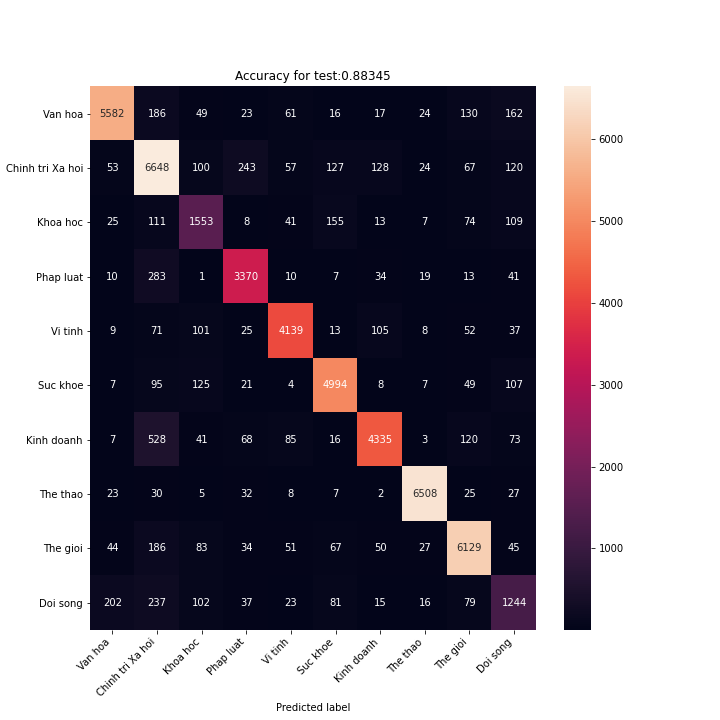 Accuracy for test:0.88345
Van hoa 5582 186 49 23 61 16 17 24 130 162
Chinh tri Xa hoi 53 6648 100 243 57 127 128 24 67 120
Khoa hoc 25 111 1553 8 41 155 13 7 74 109
Phap luat 10 283 1 3370 10 7 34 19 13 41
Vi tinh 9 71 101 25 4139 13 105 8 52 37
Suc khoe 7 95 125 21 4 4994 8 7 49 107
Kinh doanh 7 528 41 68 85 16 4335 3 120 73
The thao 23 30 5 32 8 7 2 6508 25 27
The gioi 44 186 83 34 51 67 50 27 6129 45
Doi song 202 237 102 37 23 81 15 16 79 1244
Van hoa Chinh tri Xa hoi Khoa hoc Phap luat Vi tinh Suc khoe Kinh doanh The thao The gioi Doi song
Predicted label
6000
5000
4000
3000
2000
1000